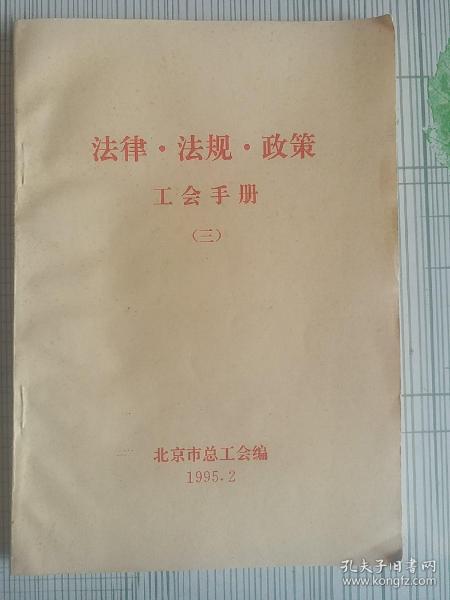 法律·法规·政策
工会手册
（三）
北京市总工会编
1995.2
孔夫子旧书网
www.kongfz.com